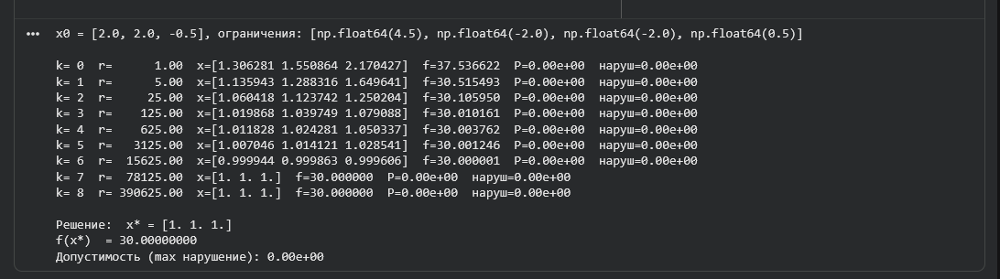 ••• x0 = [2.0, 2.0, -0.5], ограничения: [np.float64(4.5), np.float64(-2.0), np.float64(-2.0), np.float64(0.5)]
k= 0  r=      1.00  x=[1.306281 1.550864 2.170427]  f=37.536622  P=0.00e+00  наруш=0.00e+00
k= 1  r=      5.00  x=[1.135943 1.288316 1.649641]  f=30.515493  P=0.00e+00  наруш=0.00e+00
k= 2  r=     25.00  x=[1.060418 1.123742 1.250204]  f=30.105950  P=0.00e+00  наруш=0.00e+00
k= 3  r=    125.00  x=[1.019868 1.039749 1.079088]  f=30.010161  P=0.00e+00  наруш=0.00e+00
k= 4  r=    625.00  x=[1.011828 1.024281 1.050337]  f=30.003762  P=0.00e+00  наруш=0.00e+00
k= 5  r=   3125.00  x=[1.007046 1.014121 1.028541]  f=30.001246  P=0.00e+00  наруш=0.00e+00
k= 6  r=  15625.00  x=[0.999944 0.999863 0.999606]  f=30.000001  P=0.00e+00  наруш=0.00e+00
k= 7  r=  78125.00  x=[1. 1. 1.]  f=30.000000  P=0.00e+00  наруш=0.00e+00
k= 8  r= 390625.00  x=[1. 1. 1.]  f=30.000000  P=0.00e+00  наруш=0.00e+00
Решение:  x* = [1. 1. 1.]
f(x*)  = 30.00000000
Допустимость (max нарушение): 0.00e+00